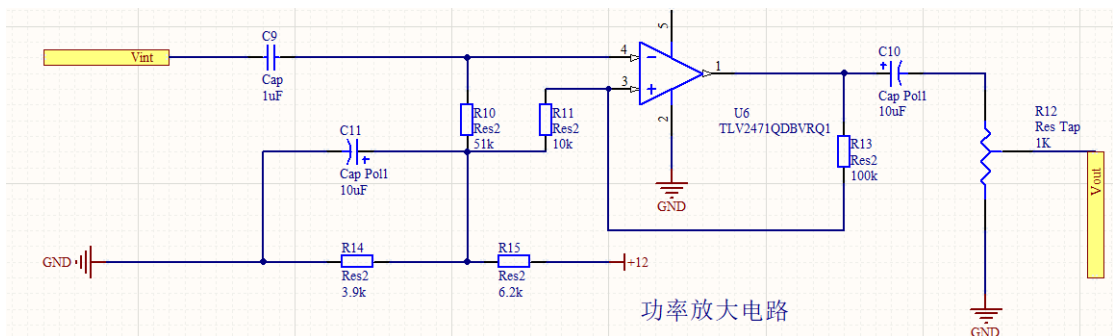 Vint
C9
Cap
1uF
4
3
5
1
2
U6
TLV2471QDBVRQ1
GND
C10
Cap Pol1
10uF
R12
Res Tap
1K
Vout
GND
R10
Res2
51k
R11
Res2
10k
R13
Res2
100k
C11
Cap Pol1
10uF
GND
R14
Res2
3.9k
R15
Res2
6.2k
+12
功率放大电路